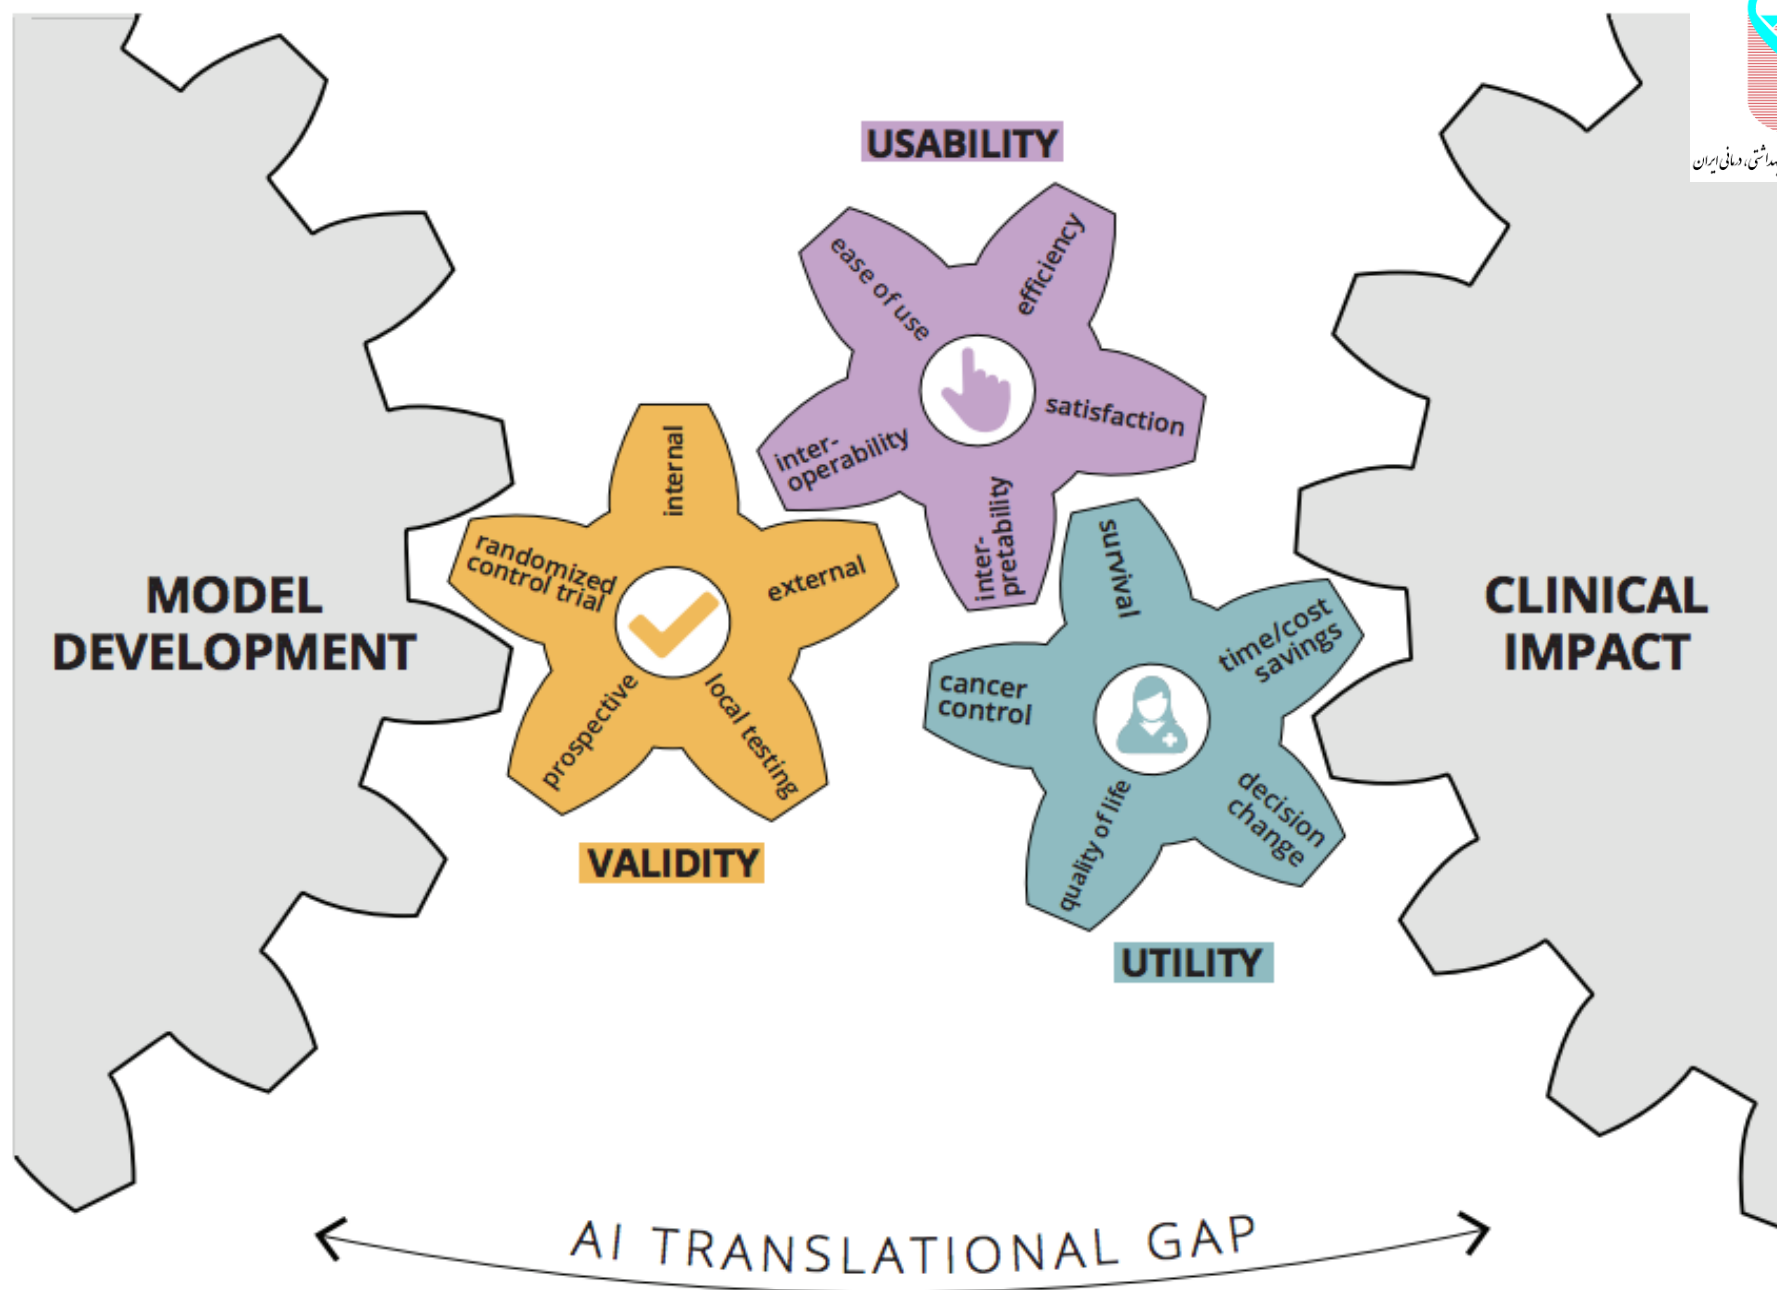 USABILITY
ease of use
efficiency
satisfaction
inter-
pretability
inter-
operability
internal
external
local testing
prospective
randomized
control trial
VALIDITY
survival
time/cost
savings
decision
change
quality of life
cancer
control
UTILITY
MODEL
DEVELOPMENT
CLINICAL
IMPACT
AI TRANSLATIONAL GAP
درمانی ایران